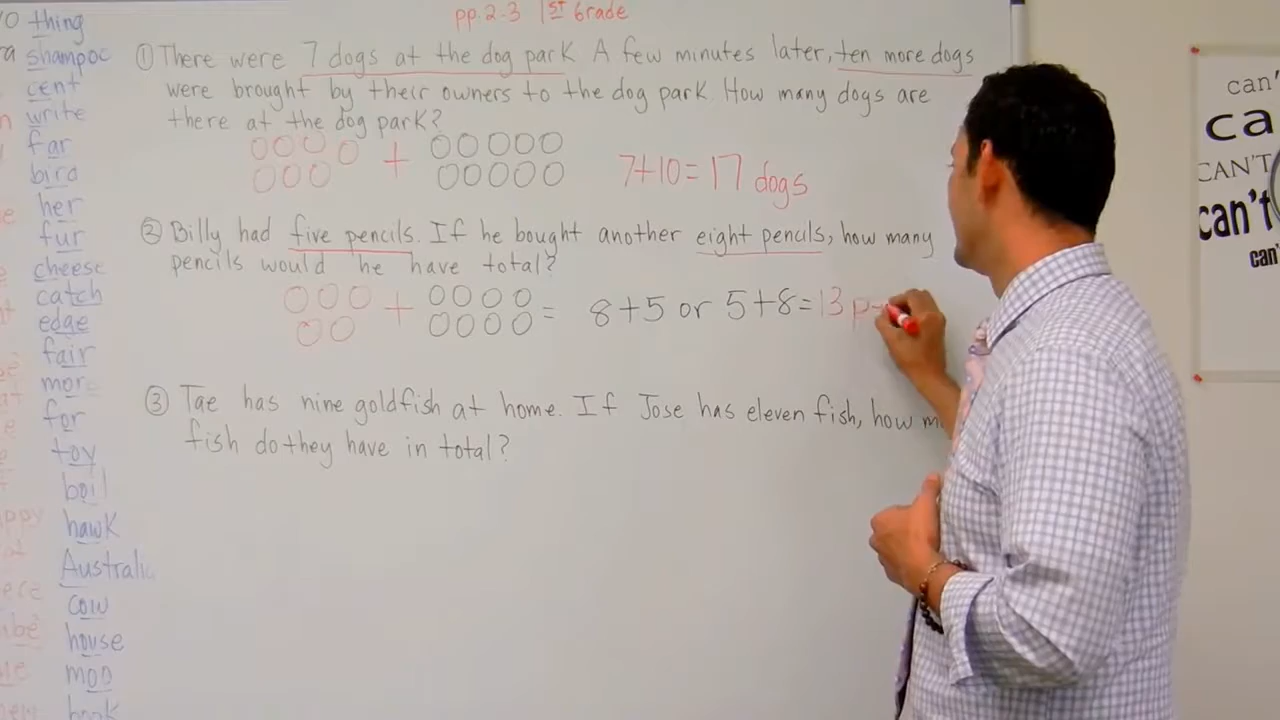 pp. 2-3 1st Grade
① There were 7 dogs at the dog park A few minutes later, ten more dogs
were brought by their owners to the dog park. How many dogs are
there at the dog park?
+ 7+10=17 dogs
② Billy had five pencils. If he bought another eight pencils, how many
pencils would he have total?
+ = 8+5 or 5+8=13
③ Tae has nine goldfish at home. If Jose has eleven fish, how
fish do they have in total?
thing
shampoo
cent
write
far
bird
her
fur
cheese
catch
edge
fair
more
for
toy
boil
hawk
Australia
cow
house
moo
book
can'
ca
CAN'T
can't
can'